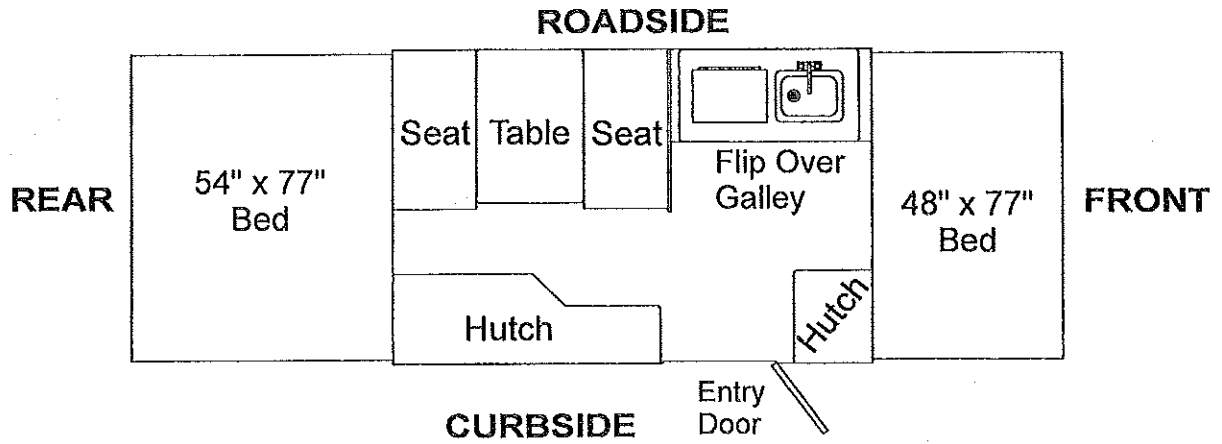 ROADSIDE
Seat
Table
Seat
Flip Over
Galley
REAR
54" x 77"
Bed
48" x 77"
Bed
FRONT
Hutch
Hutch
Entry
Door
CURBSIDE